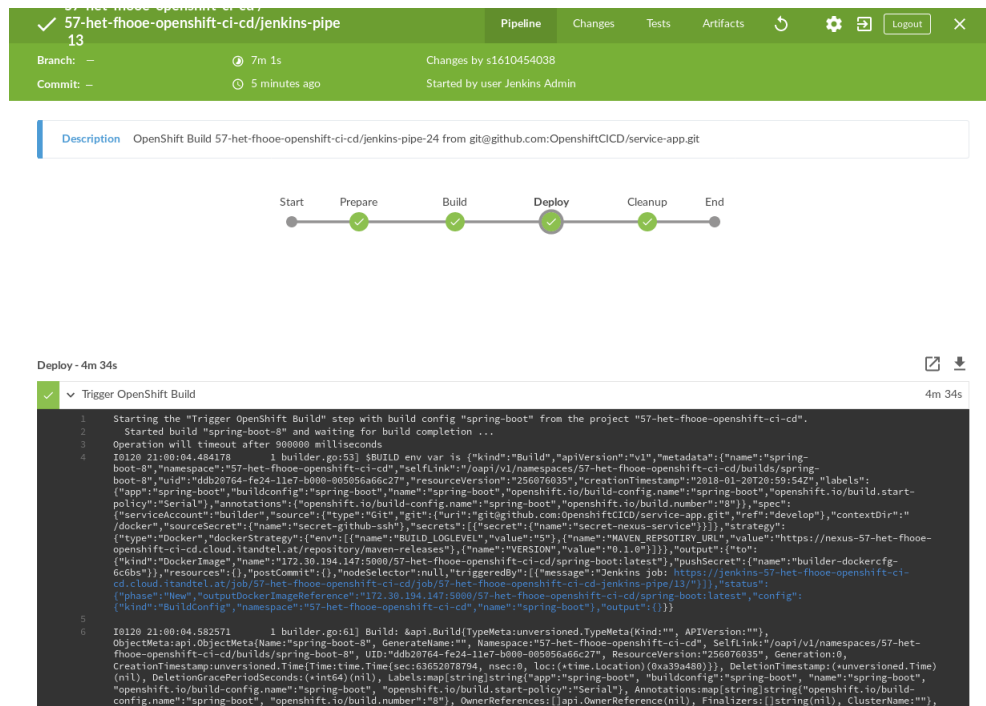 57-het-fhooe-openshift-ci-cd /
57-het-fhooe-openshift-ci-cd/jenkins-pipe
13
Pipeline Changes Tests Artifacts Logout
Branch: — 7m 1s Changes by s1610454038
Commit: — 5 minutes ago Started by user Jenkins Admin
Description OpenShift Build 57-het-fhooe-openshift-ci-cd/jenkins-pipe-24 from git@github.com:OpenshiftCICD/service-app.git
Start Prepare Build Deploy Cleanup End
Deploy - 4m 34s
Trigger OpenShift Build 4m 34s
1 Starting the "Trigger OpenShift Build" step with build config "spring-boot" from the project "57-het-fhooe-openshift-ci-cd".
2 Started build "spring-boot-8" and waiting for build completion ...
3 Operation will timeout after 900000 milliseconds
4 I0120 21:00:04.484178 1 builder.go:53] $BUILD env var is {"kind":"Build","apiVersion":"v1","metadata":{"name":"spring-
boot-8","namespace":"57-het-fhooe-openshift-ci-cd","selfLink":"/oapi/v1/namespaces/57-het-fhooe-openshift-ci-cd/builds/spring-
boot-8","uid":"ddb20764-fe24-11e7-b000-005056a66c27","resourceVersion":"256076035","creationTimestamp":"2018-01-20T20:59:54Z","labels":
{"app":"spring-boot","buildconfig":"spring-boot","name":"spring-boot","openshift.io/build-config.name":"spring-boot","openshift.io/build.start-
policy":"Serial"},"annotations":{"openshift.io/build-config.name":"spring-boot","openshift.io/build.number":"8"}},"spec":
{"serviceAccount":"builder","source":{"type":"Git","git":{"uri":"git@github.com:OpenshiftCICD/service-app.git","ref":"develop"},"contextDir":"
/docker","sourceSecret":{"name":"secret-github-ssh"},"secrets":[{"secret":{"name":"secret-nexus-service"}}]},"strategy":
{"type":"Docker","dockerStrategy":{"env":[{"name":"BUILD_LOGLEVEL","value":"5"},{"name":"MAVEN_REPSOTIRY_URL","value":"https://nexus-57-het-fhooe-
openshift-ci-cd.cloud.itandtel.at/repository/maven-releases"},{"name":"VERSION","value":"0.1.0"}]}},"output":{"to":
{"kind":"DockerImage","name":"172.30.194.147:5000/57-het-fhooe-openshift-ci-cd/spring-boot:latest"},"pushSecret":{"name":"builder-dockercfg-
6c6bs"}},"resources":{},"postCommit":{},"nodeSelector":null,"triggeredBy":[{"message":"Jenkins job: https://jenkins-57-het-fhooe-openshift-ci-
cd.cloud.itandtel.at/job/57-het-fhooe-openshift-ci-cd/job/57-het-fhooe-openshift-ci-cd-jenkins-pipe/13/"}]},"status":
{"phase":"New","outputDockerImageReference":"172.30.194.147:5000/57-het-fhooe-openshift-ci-cd/spring-boot:latest","config":
{"kind":"BuildConfig","namespace":"57-het-fhooe-openshift-ci-cd","name":"spring-boot"},"output":{}}}
5
6 I0120 21:00:04.582571 1 builder.go:61] Build: &api.Build{TypeMeta:unversioned.TypeMeta{Kind:"", APIVersion:""},
ObjectMeta:api.ObjectMeta{Name:"spring-boot-8", GenerateName:"", Namespace:"57-het-fhooe-openshift-ci-cd", SelfLink:"/oapi/v1/namespaces/57-het-
fhooe-openshift-ci-cd/builds/spring-boot-8", UID:"ddb20764-fe24-11e7-b000-005056a66c27", ResourceVersion:"256076035", Generation:0,
CreationTimestamp:unversioned.Time{Time:time.Time{sec:63652078794, nsec:0, loc:(*time.Location)(0xa39a480)}}, DeletionTimestamp:(*unversioned.Time)
(nil), DeletionGracePeriodSeconds:(*int64)(nil), Labels:map[string]string{"app":"spring-boot", "buildconfig":"spring-boot", "name":"spring-boot",
"openshift.io/build-config.name":"spring-boot", "openshift.io/build.start-policy":"Serial"}, Annotations:map[string]string{"openshift.io/build-
config.name":"spring-boot", "openshift.io/build.number":"8"}, OwnerReferences:[]api.OwnerReference(nil), Finalizers:[]string(nil), ClusterName:""},